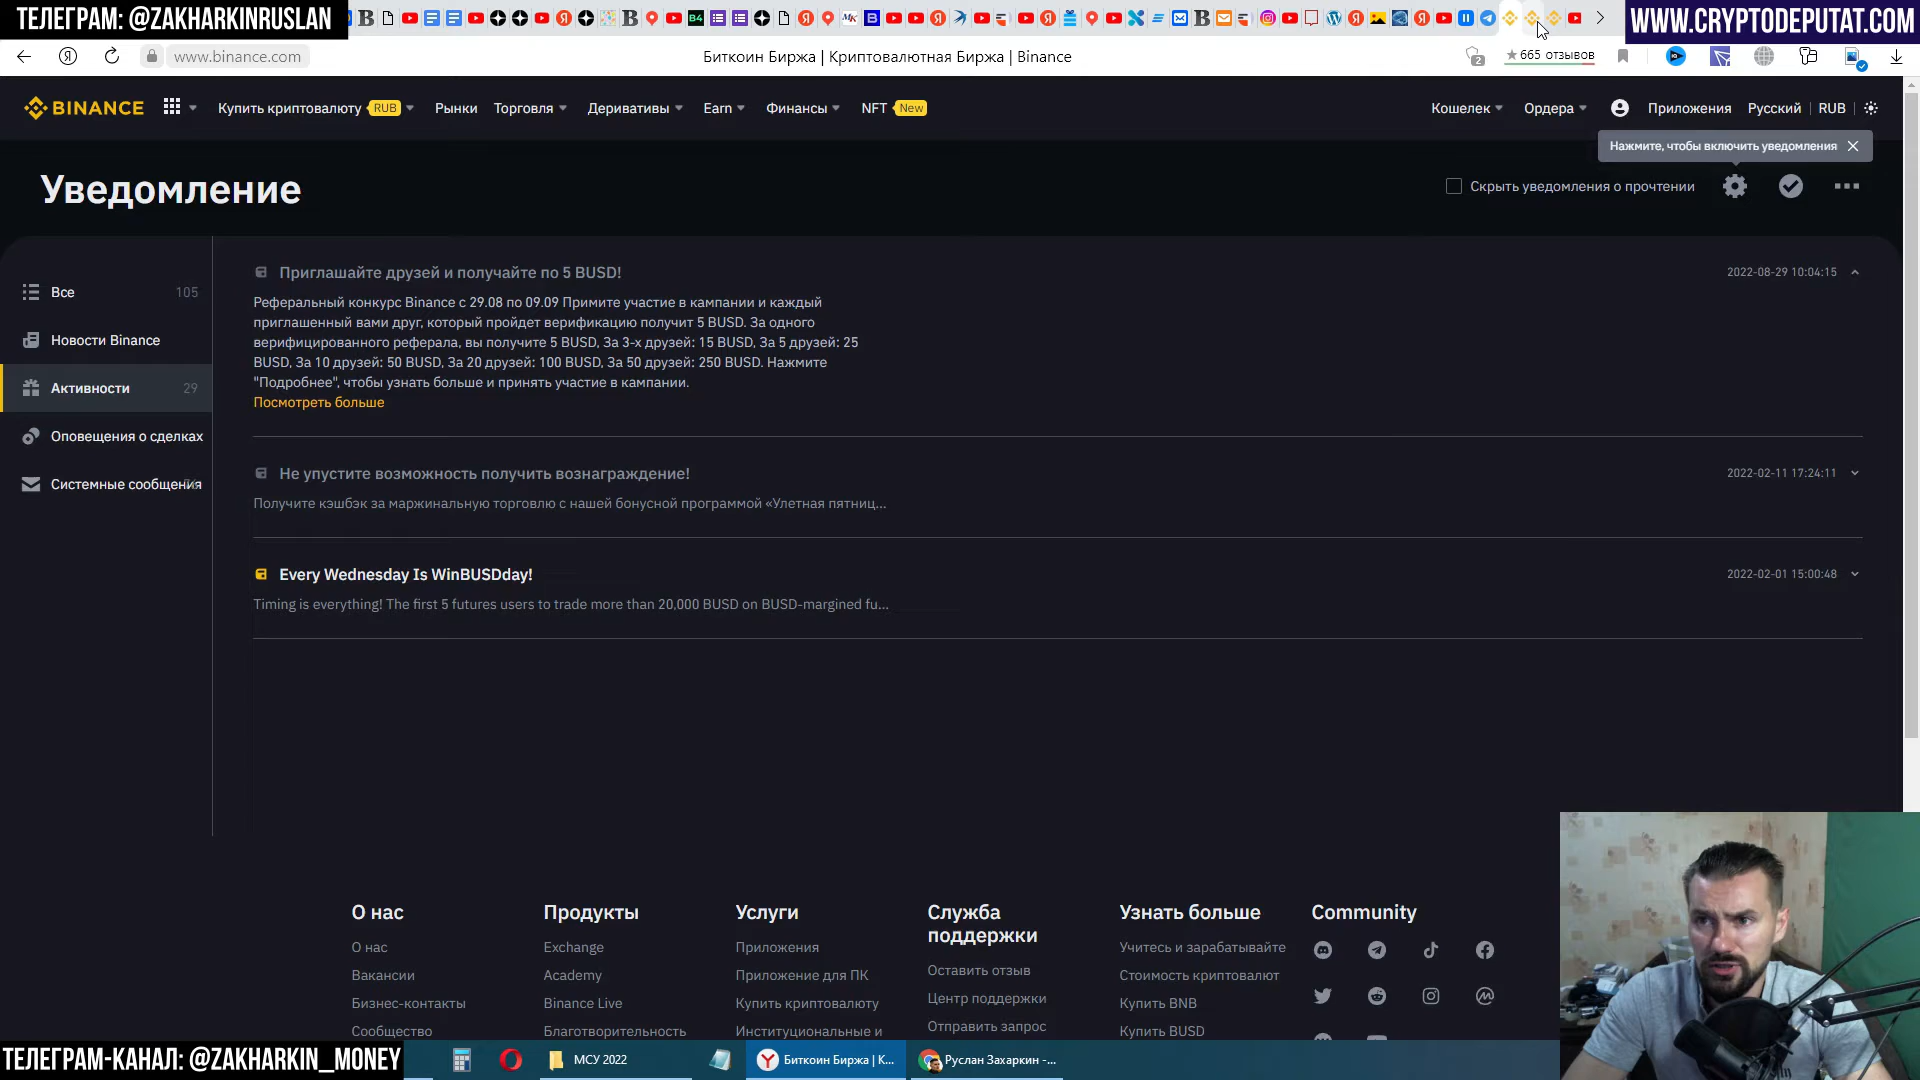 ТЕЛЕГРАМ: @ZAKHARKINRUSLAN
WWW.CRYPTODEPUTAT.COM
www.binance.com
Биткоин Биржа | Криптовалютная Биржа | Binance
2
★ 665 отзывов
BINANCE
Купить криптовалюту RUB
Рынки
Торговля
Деривативы
Earn
Финансы
NFT New
Кошелек
Ордера
Приложения
Русский
RUB
Нажмите, чтобы включить уведомления
Уведомление
Скрыть уведомления о прочтении
Все 105
Новости Binance
Активности 29
Оповещения о сделках
Системные сообщения
Приглашайте друзей и получайте по 5 BUSD!
2022-08-29 10:04:15
Реферальный конкурс Binance с 29.08 по 09.09 Примите участие в кампании и каждый
приглашенный вами друг, который пройдет верификацию получит 5 BUSD. За одного
верифицированного реферала, вы получите 5 BUSD, За 3-х друзей: 15 BUSD, За 5 друзей: 25
BUSD, За 10 друзей: 50 BUSD, За 20 друзей: 100 BUSD, За 50 друзей: 250 BUSD. Нажмите
"Подробнее", чтобы узнать больше и принять участие в кампании.
Посмотреть больше
Не упустите возможность получить вознаграждение!
2022-02-11 17:24:11
Получите кэшбэк за маржинальную торговлю с нашей бонусной программой «Улетная пятниц...
Every Wednesday Is WinBUSDday!
2022-02-01 15:00:48
Timing is everything! The first 5 futures users to trade more than 20,000 BUSD on BUSD-margined fu...
О нас
О нас
Вакансии
Бизнес-контакты
Сообщество
Продукты
Exchange
Academy
Binance Live
Благотворительность
Услуги
Приложения
Приложение для ПК
Купить криптовалюту
Институциональные и
Служба
поддержки
Оставить отзыв
Центр поддержки
Отправить запрос
Узнать больше
Учитесь и зарабатывайте
Стоимость криптовалют
Купить BNB
Купить BUSD
Community
ТЕЛЕГРАМ-КАНАЛ: @ZAKHARKIN_MONEY
МСУ 2022
Биткоин Биржа | К...
Руслан Захаркин -...